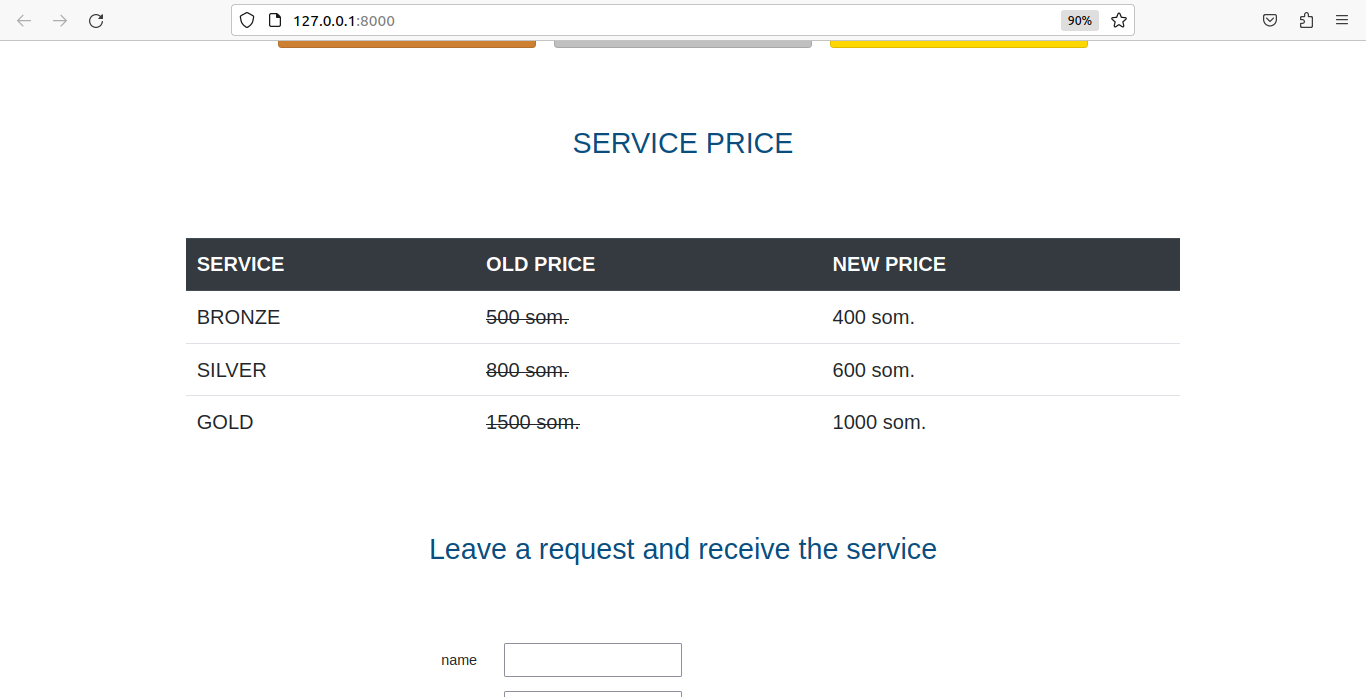 127.0.0.1:8000 90%
SERVICE PRICE
SERVICE OLD PRICE NEW PRICE
BRONZE 500 som. 400 som.
SILVER 800 som. 600 som.
GOLD 1500 som. 1000 som.
Leave a request and receive the service
name